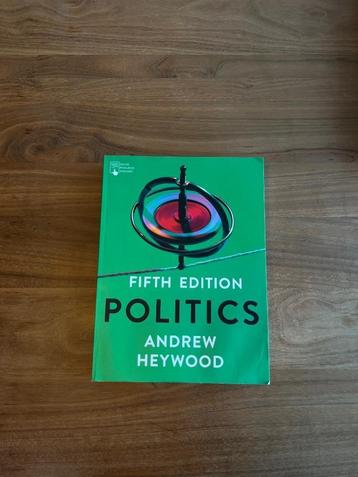 FIFTH EDITION
POLITICS
ANDREW
HEYWOOD